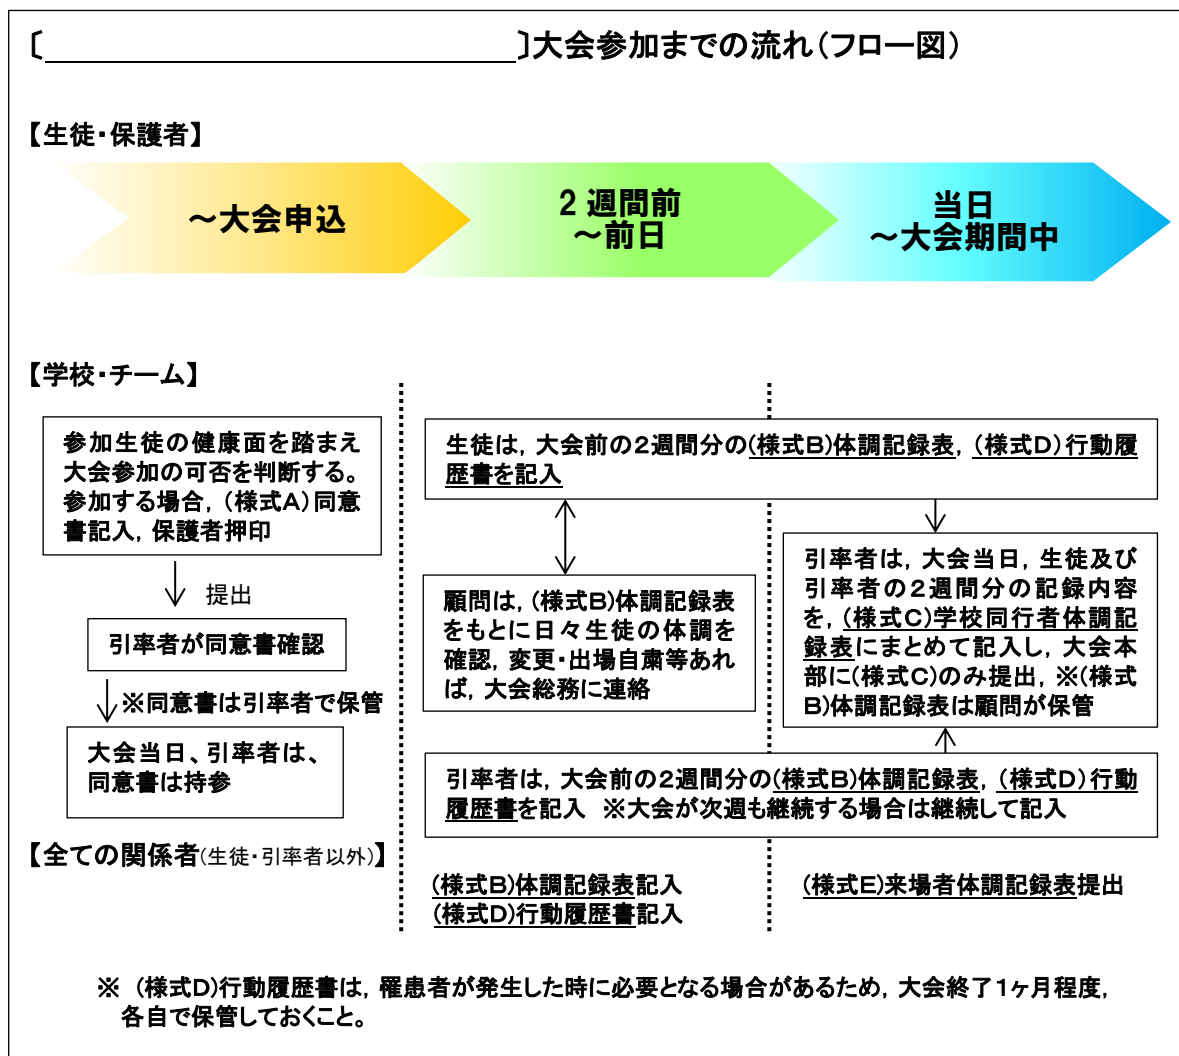 〔　　　　　　　　　　〕大会参加までの流れ（フロー図）
【生徒・保護者】
～大会申込
2 週間前
～前日
当日
～大会期間中
【学校・チーム】
参加生徒の健康面を踏まえ
大会参加の可否を判断する。
参加する場合，（様式Ａ）同意
書記入，保護者押印
提出
引率者が同意書確認
※同意書は引率者で保管
大会当日、引率者は、
同意書は持参
生徒は，大会前の２週間分の(様式Ｂ)体調記録表，（様式Ｄ）行動履
歴書を記入
顧問は，(様式Ｂ)体調記録表
をもとに日々生徒の体調を
確認，変更・出場自粛等あれ
ば，大会総務に連絡
引率者は，大会当日，生徒及び
引率者の２週間分の記録内容
を，(様式Ｃ)学校同行者体調記
録表にまとめて記入し，大会本
部に(様式Ｃ)のみ提出，※(様式
Ｂ)体調記録表は顧問が保管
引率者は，大会前の２週間分の(様式Ｂ)体調記録表，（様式Ｄ）行動
履歴書を記入　※大会が次週も継続する場合は継続して記入
【全ての関係者(生徒・引率者以外)】
(様式Ｂ)体調記録表記入
(様式Ｄ)行動履歴書記入
(様式Ｅ)来場者体調記録表提出
※　(様式Ｄ)行動履歴書は，罹患者が発生した時に必要となる場合があるため，大会終了１ヶ月程度，
各自で保管しておくこと。